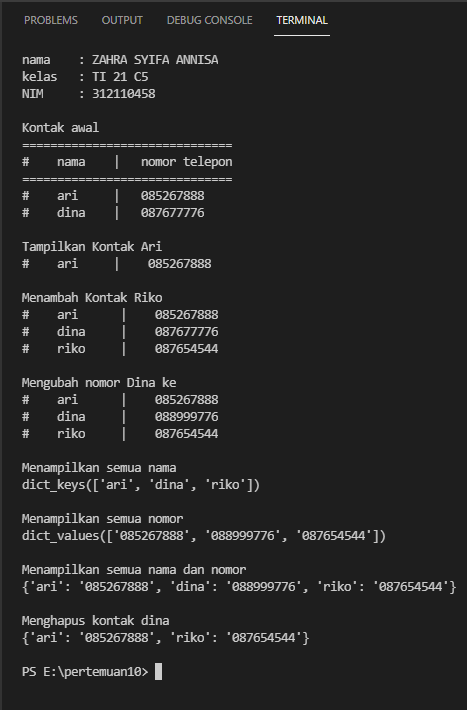 PROBLEMS OUTPUT DEBUG CONSOLE TERMINAL
nama : ZAHRA SYIFA ANNISA
kelas : TI 21 C5
NIM : 312110458
Kontak awal
==============================
# nama | nomor telepon
==============================
# ari | 085267888
# dina | 087677776
Tampilkan Kontak Ari
# ari | 085267888
Menambah Kontak Riko
# ari | 085267888
# dina | 087677776
# riko | 087654544
Mengubah nomor Dina ke
# ari | 085267888
# dina | 088999776
# riko | 087654544
Menampilkan semua nama
dict_keys(['ari', 'dina', 'riko'])
Menampilkan semua nomor
dict_values(['085267888', '088999776', '087654544'])
Menampilkan semua nama dan nomor
{'ari': '085267888', 'dina': '088999776', 'riko': '087654544'}
Menghapus kontak dina
{'ari': '085267888', 'riko': '087654544'}
PS E:\pertemuan10>